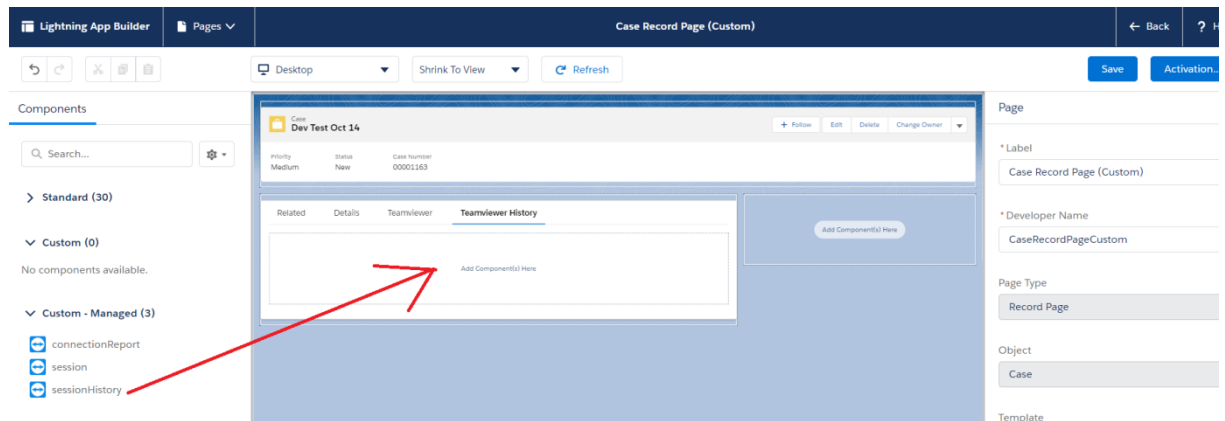 Lightning App Builder
Pages
Case Record Page (Custom)
Back
? H
Desktop
Shrink To View
Refresh
Save
Activation...
Components
Search...
Standard (30)
Custom (0)
No components available.
Custom - Managed (3)
connectionReport
session
sessionHistory
Case
Dev Test Oct 14
+ Follow
Edit
Delete
Change Owner
Priority
Status
Case Number
Medium
New
00001163
Related
Details
Teamviewer
Teamviewer History
Add Component(s) Here
Add Component(s) Here
Page
*Label
Case Record Page (Custom)
*Developer Name
CaseRecordPageCustom
Page Type
Record Page
Object
Case
Template